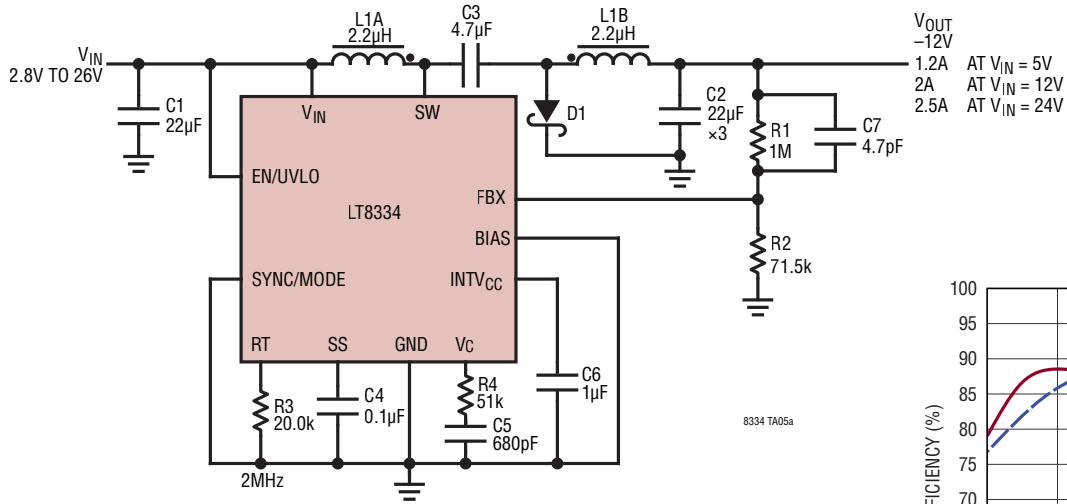 L1A
2.2µH
C3
4.7µF
L1B
2.2µH
VOUT
–12V
1.2A AT VIN = 5V
2A AT VIN = 12V
2.5A AT VIN = 24V
VIN
2.8V TO 26V
C1
22µF
VIN
SW
D1
C2
22µF
×3
R1
1M
C7
4.7pF
EN/UVLO
LT8334
FBX
BIAS
R2
71.5k
SYNC/MODE
INTVCC
RT
SS
GND
VC
R3
20.0k
C4
0.1µF
R4
51k
C5
680pF
C6
1µF
2MHz
8334 TA05a
100
95
90
85
80
75
70
FICIENCY (%)